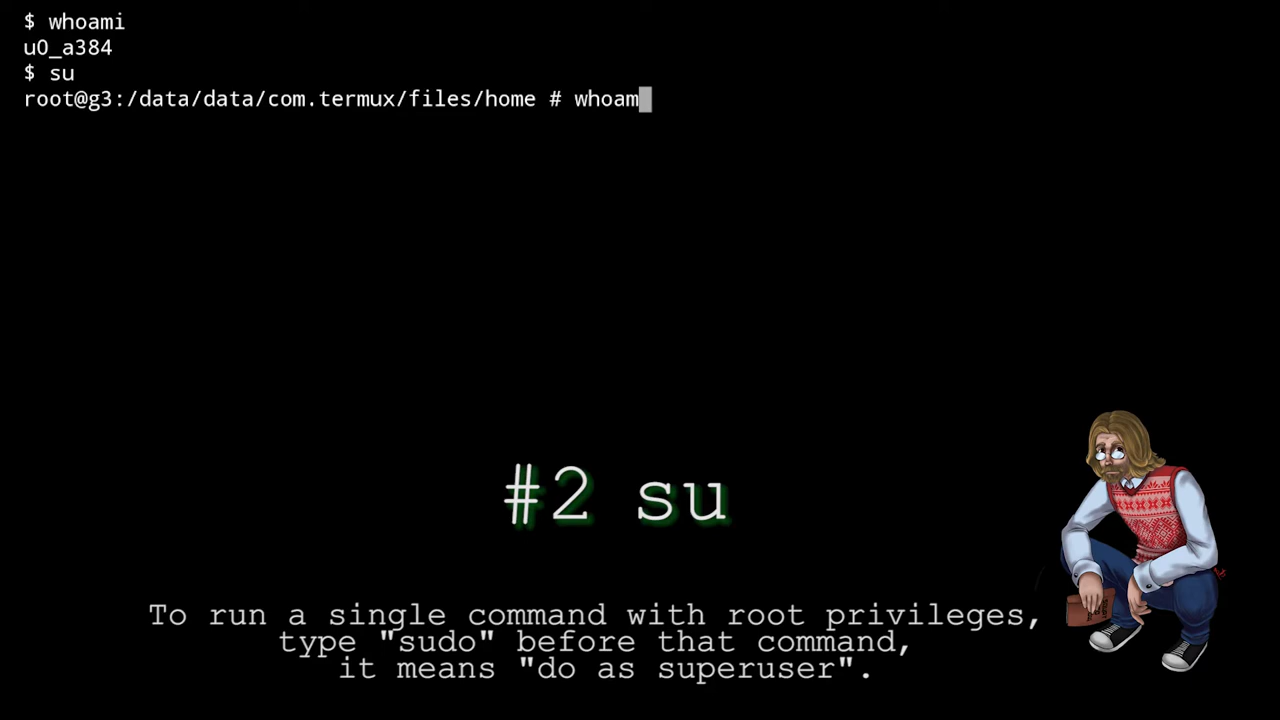 $ whoami
u0_a384
$ su
root@g3:/data/data/com.termux/files/home # whoam
#2 su
To run a single command with root privileges,
type "sudo" before that command,
it means "do as superuser".